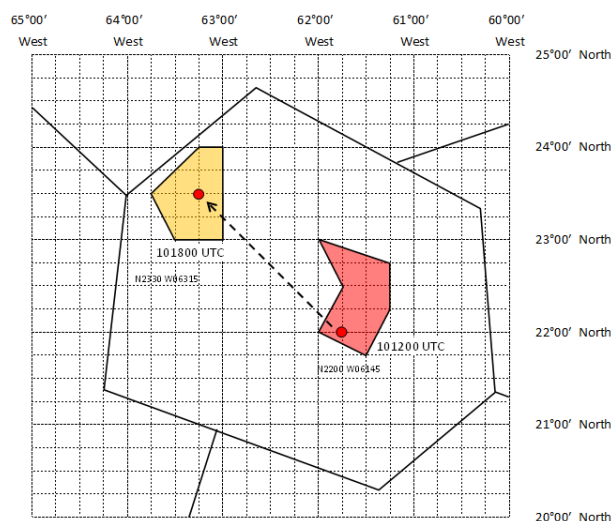 65°00′ 64°00′ 63°00′ 62°00′ 61°00′ 60°00′
West West West West West West
25°00′ North
24°00′ North
23°00′ North
101800 UTC
N2330 W06315
22°00′ North
101200 UTC
N2200 W06145
21°00′ North
20°00′ North